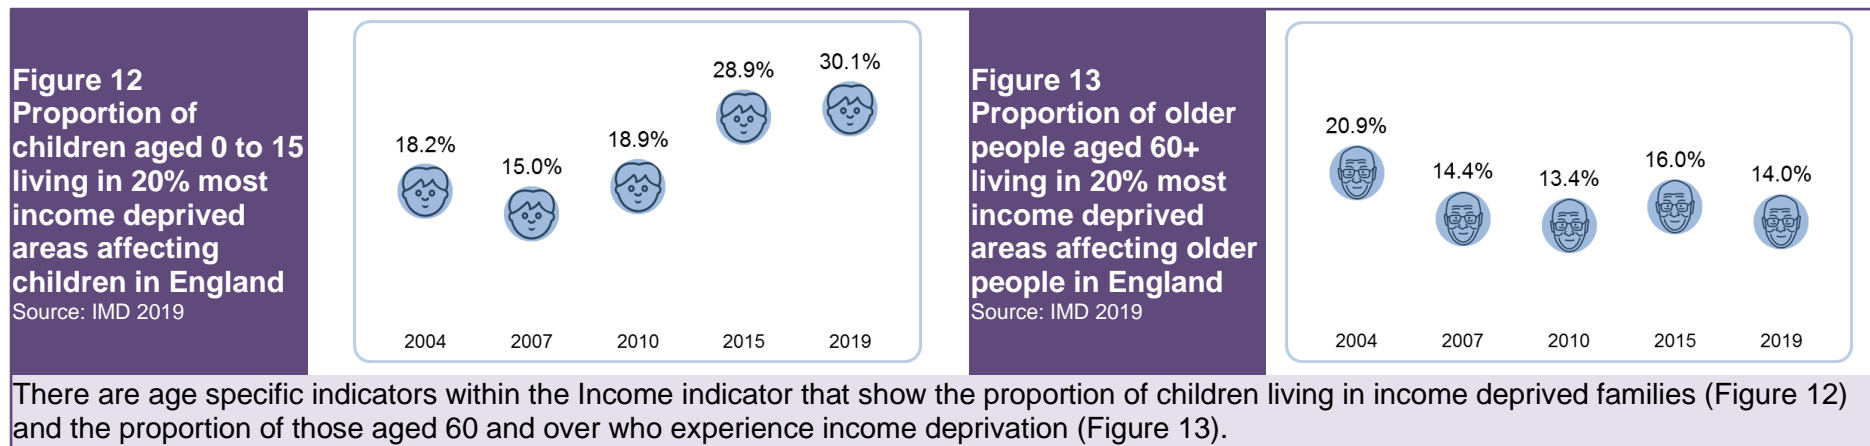 Figure 12
Proportion of
children aged 0 to 15
living in 20% most
income deprived
areas affecting
children in England
Source: IMD 2019
18.2%
15.0%
18.9%
28.9%
30.1%
2004 2007 2010 2015 2019
Figure 13
Proportion of older
people aged 60+
living in 20% most
income deprived
areas affecting older
people in England
Source: IMD 2019
20.9%
14.4%
13.4%
16.0%
14.0%
2004 2007 2010 2015 2019
There are age specific indicators within the Income indicator that show the proportion of children living in income deprived families (Figure 12)
and the proportion of those aged 60 and over who experience income deprivation (Figure 13).